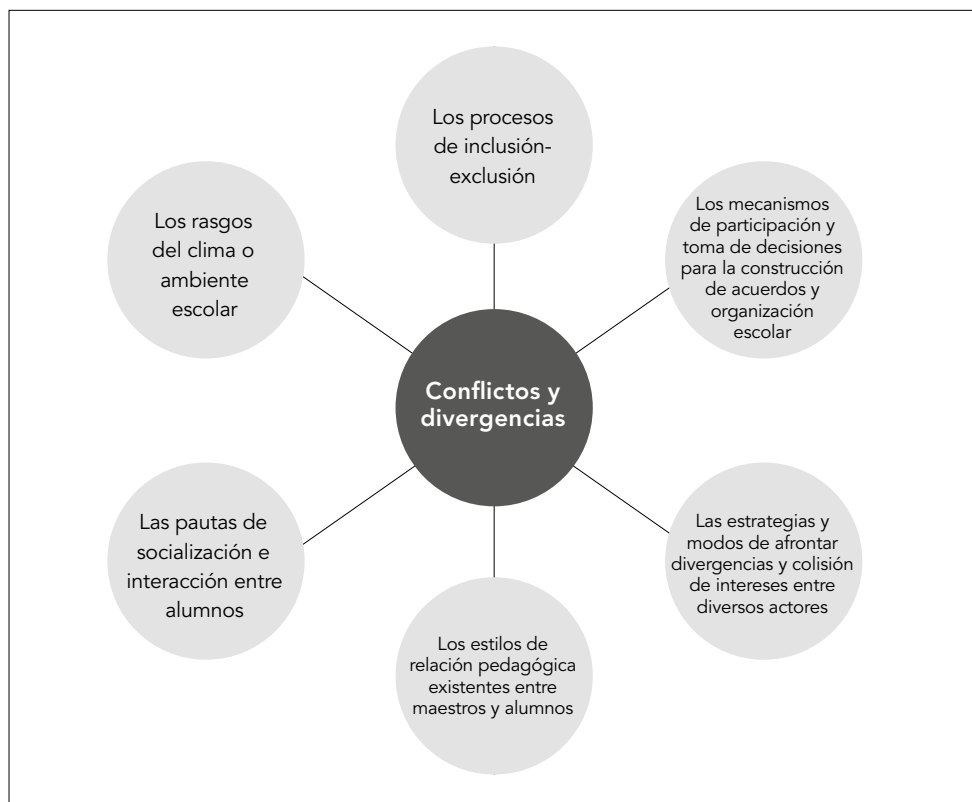 Los procesos
de inclusión-
exclusión
Los mecanismos
de participación y
toma de decisiones
para la construcción
de acuerdos y
organización
escolar
Las estrategias y
modos de afrontar
divergencias y colisión
de intereses entre
diversos actores
Los estilos de
relación pedagógica
existentes entre
maestros y alumnos
Las pautas de
socialización e
interacción entre
alumnos
Los rasgos
del clima o
ambiente
escolar
Conflictos y
divergencias